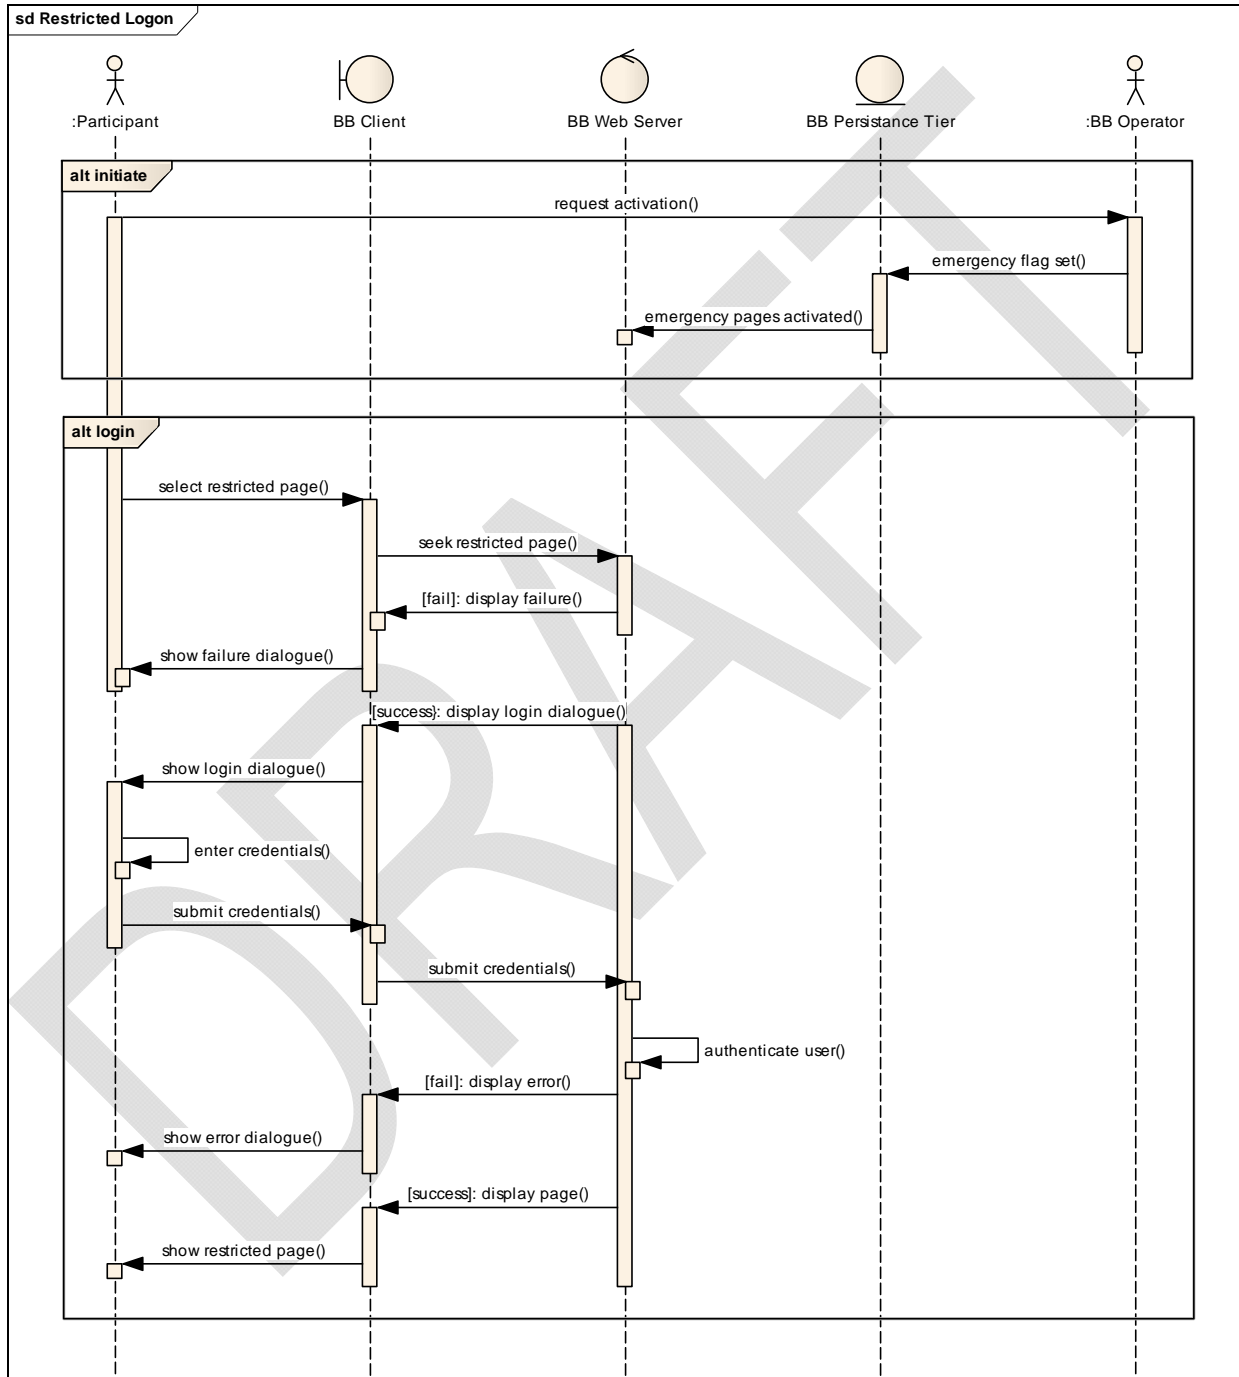 sd Restricted Logon
:Participant
BB Client
BB Web Server
BB Persistance Tier
:BB Operator
alt initiate
request activation()
emergency flag set()
emergency pages activated()
alt login
select restricted page()
seek restricted page()
[fail]: display failure()
show failure dialogue()
[success}: display login dialogue()
show login dialogue()
enter credentials()
submit credentials()
submit credentials()
authenticate user()
[fail]: display error()
show error dialogue()
[success]: display page()
show restricted page()
DRAFT